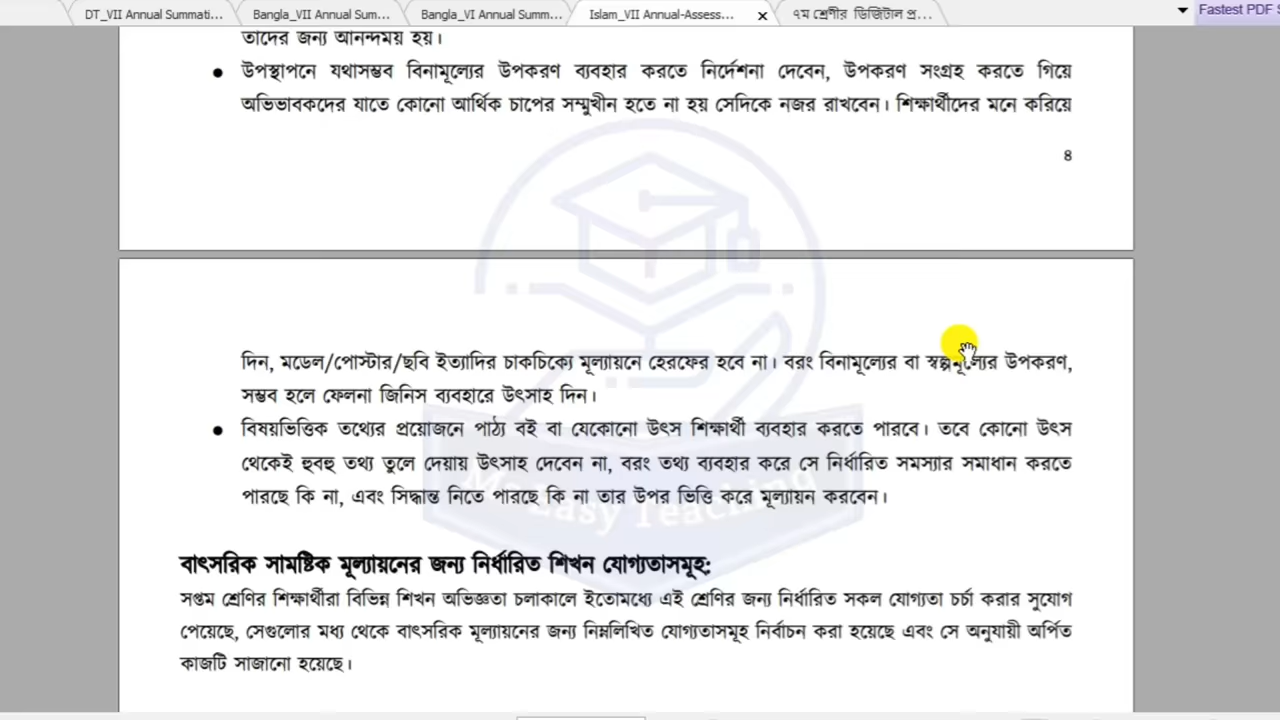 DT_VII Annual Summati...
Bangla_VII Annual Sum...
Bangla_VI Annual Summ...
Islam_VII Annual-Assess...
৭ম শ্রেণীর ডিজিটাল প্র...
Fastest PDF S
তাদের জন্য আনন্দময় হয়।
● উপস্থাপনে যথাসম্ভব বিনামূল্যের উপকরণ ব্যবহার করতে নির্দেশনা দেবেন, উপকরণ সংগ্রহ করতে গিয়ে
অভিভাবকদের যাতে কোনো আর্থিক চাপের সম্মুখীন হতে না হয় সেদিকে নজর রাখবেন। শিক্ষার্থীদের মনে করিয়ে
৪
দিন, মডেল/পোস্টার/ছবি ইত্যাদির চাকচিক্যে মূল্যায়নে হেরফের হবে না। বরং বিনামূল্যের বা স্বল্পমূল্যের উপকরণ,
সম্ভব হলে ফেলনা জিনিস ব্যবহারে উৎসাহ দিন।
● বিষয়ভিত্তিক তথ্যের প্রয়োজনে পাঠ্য বই বা যেকোনো উৎস শিক্ষার্থী ব্যবহার করতে পারবে। তবে কোনো উৎস
থেকেই হুবহু তথ্য তুলে দেয়ায় উৎসাহ দেবেন না, বরং তথ্য ব্যবহার করে সে নির্ধারিত সমস্যার সমাধান করতে
পারছে কি না, এবং সিদ্ধান্ত নিতে পারছে কি না তার উপর ভিত্তি করে মূল্যায়ন করবেন।
Ms Easy Teaching
বাৎসরিক সামষ্টিক মূল্যায়নের জন্য নির্ধারিত শিখন যোগ্যতাসমূহ:
সপ্তম শ্রেণির শিক্ষার্থীরা বিভিন্ন শিখন অভিজ্ঞতা চলাকালে ইতোমধ্যে এই শ্রেণির জন্য নির্ধারিত সকল যোগ্যতা চর্চা করার সুযোগ
পেয়েছে, সেগুলোর মধ্য থেকে বাৎসরিক মূল্যায়নের জন্য নিম্নলিখিত যোগ্যতাসমূহ নির্বাচন করা হয়েছে এবং সে অনুযায়ী অর্পিত
কাজটি সাজানো হয়েছে।